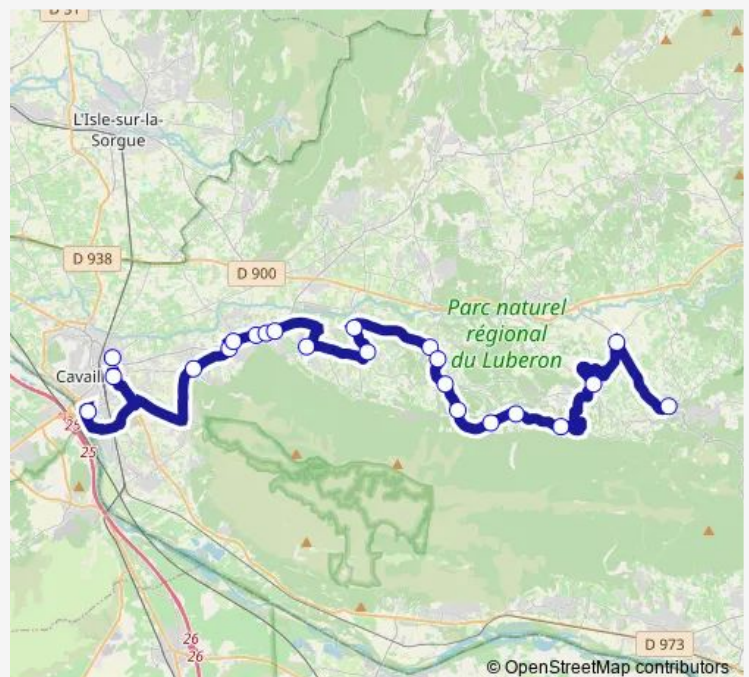 D 31
L'Isle-sur-la-
Sorgue
D 938
D 900
Parc naturel
régional
du Luberon
Cavaill
25
25
26
26
D 973
© OpenStreetMap contributors